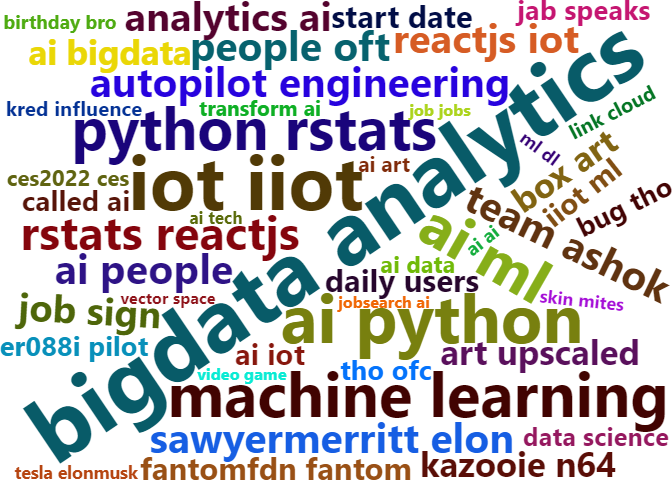 birthday bro
analytics ai
start date
jab speaks
ai bigdata
people oft
reactjs iot
autopilot engineering
kred influence
transform ai
job jobs
link cloud
python rstats
ml dl
bigdata analytics
ai art
box art
ces2022 ces
iot iiot
iiot ml
called ai
bug tho
ai tech
team ashok
rstats reactjs
ai ml
ai ai
ai people
ai data
daily users
vector space
jobsearch ai
skin mites
job sign
ai python
er088i pilot
ai iot
art upscaled
video game
tho ofc
machine learning
sawyermerritt elon
data science
tesla elonmusk
fantomfdn fantom
kazooie n64